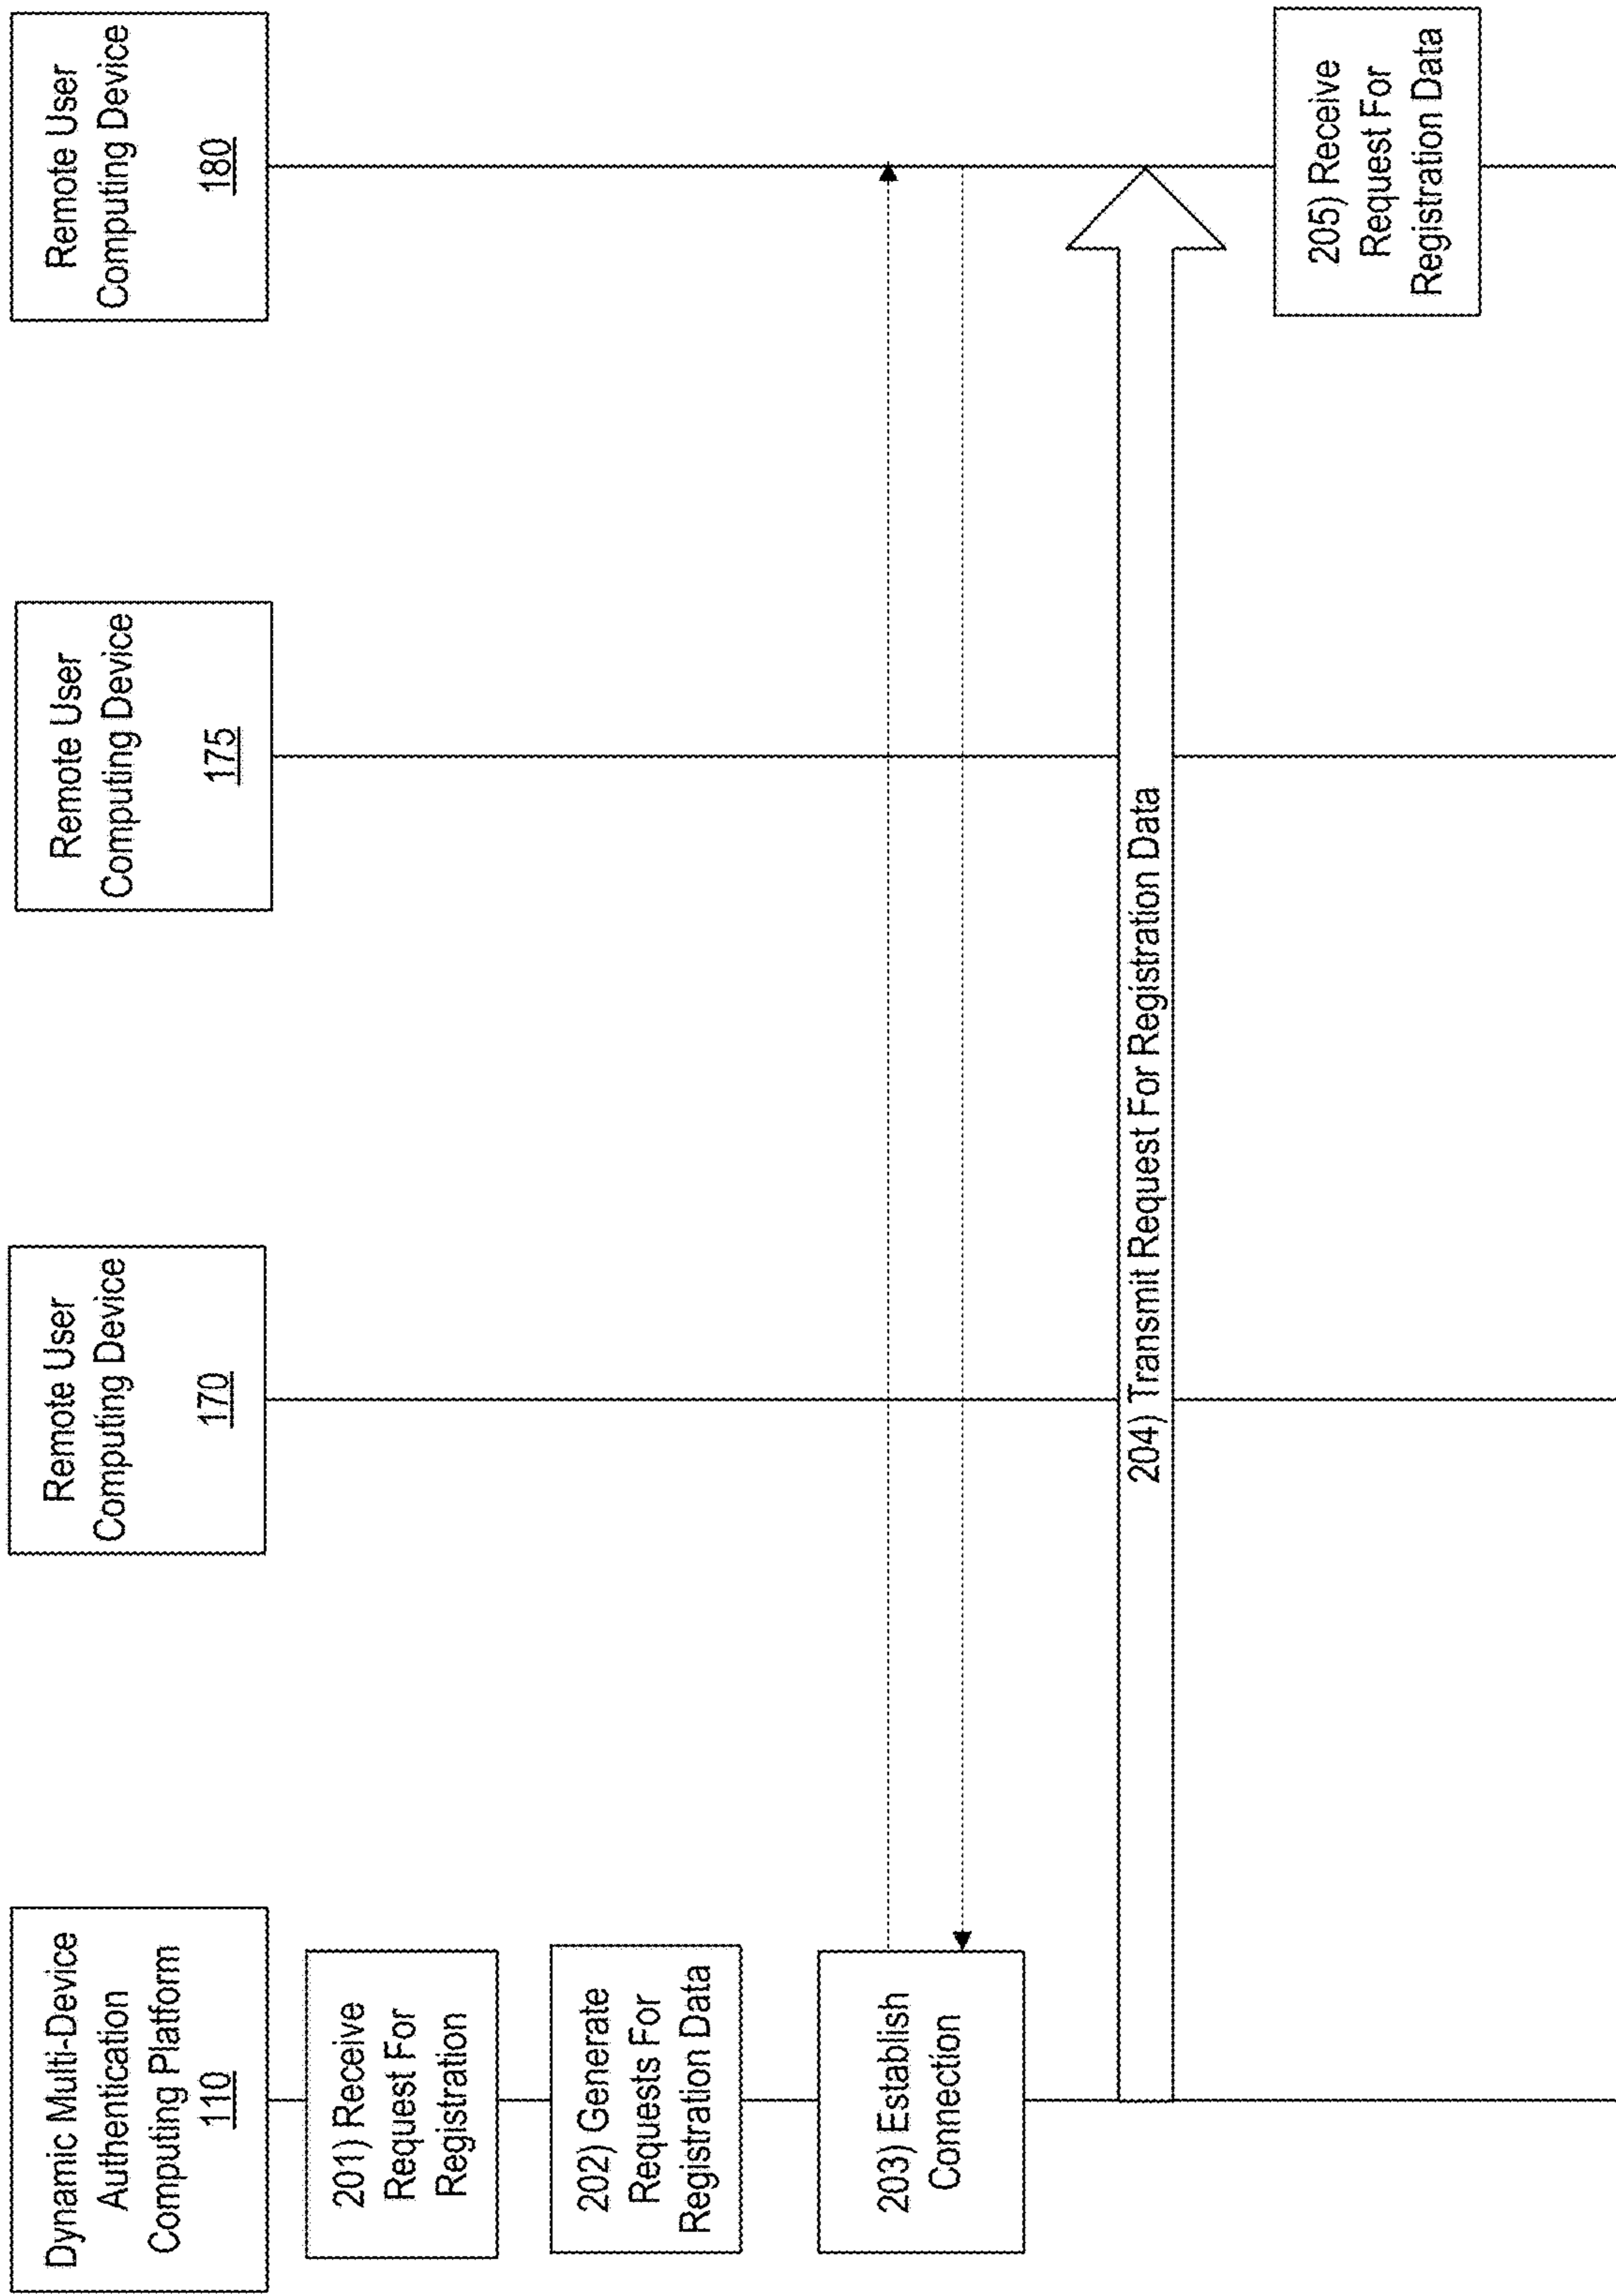 Dynamic Multi-Device
Authentication
Computing Platform
110
Remote User
Computing Device
170
Remote User
Computing Device
175
Remote User
Computing Device
180
201) Receive
Request For
Registration
202) Generate
Requests For
Registration Data
203) Establish
Connection
204) Transmit Request For Registration Data
205) Receive
Request For
Registration Data